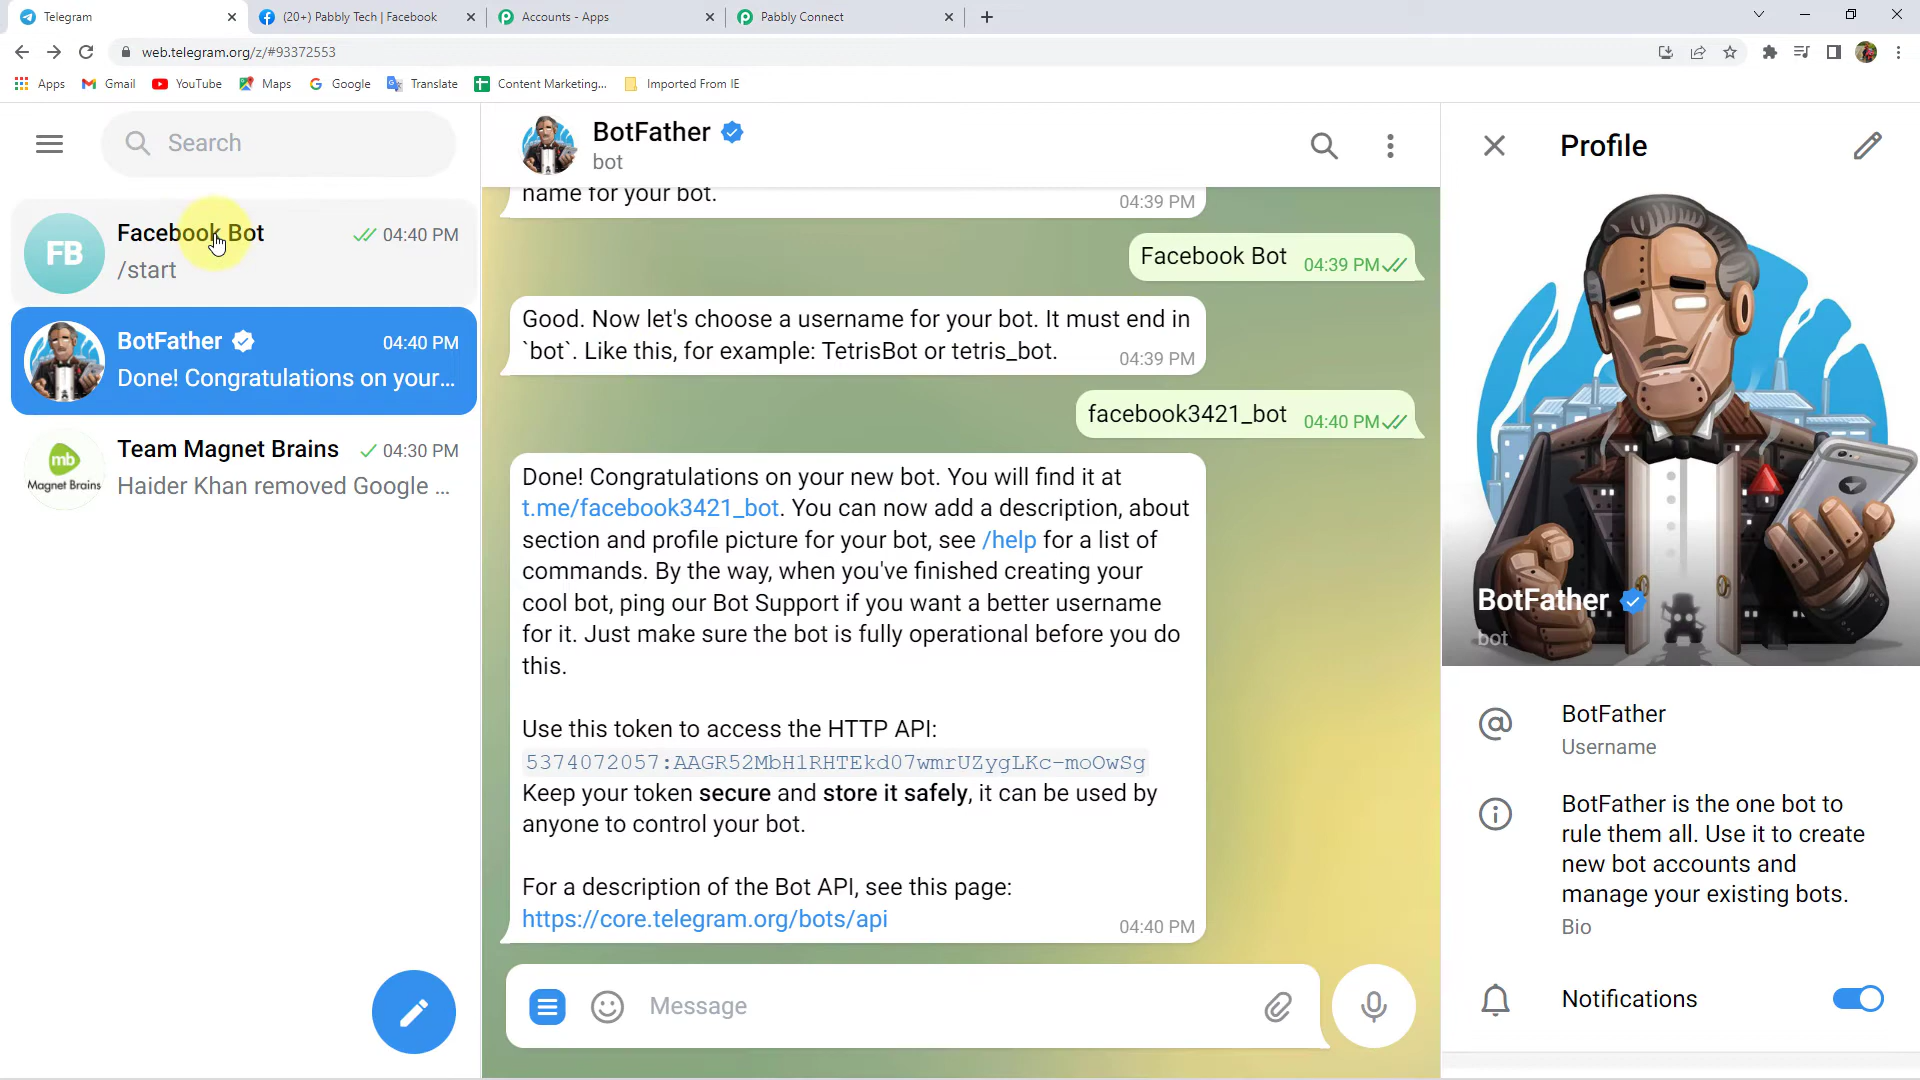 Telegram
(20+) Pabbly Tech | Facebook
Accounts - Apps
Pabbly Connect
web.telegram.org/z/#93372553
Apps
Gmail
YouTube
Maps
Google
Translate
Content Marketing...
Imported From IE
Search
Facebook Bot
04:40 PM
/start
FB
BotFather
04:40 PM
Done! Congratulations on your...
Team Magnet Brains
04:30 PM
Haider Khan removed Google ...
mb
Magnet Brains
BotFather
bot
name for your bot.
04:39 PM
Facebook Bot
04:39 PM
Good. Now let's choose a username for your bot. It must end in
`bot`. Like this, for example: TetrisBot or tetris_bot.
04:39 PM
facebook3421_bot
04:40 PM
Done! Congratulations on your new bot. You will find it at
t.me/facebook3421_bot. You can now add a description, about
section and profile picture for your bot, see /help for a list of
commands. By the way, when you've finished creating your
cool bot, ping our Bot Support if you want a better username
for it. Just make sure the bot is fully operational before you do
this.
Use this token to access the HTTP API:
5374072057:AAGR52MbH1RHTEkd07wmrUZygLKc-moOwSg
Keep your token secure and store it safely, it can be used by
anyone to control your bot.
For a description of the Bot API, see this page:
https://core.telegram.org/bots/api
04:40 PM
Message
Profile
BotFather
bot
BotFather
Username
BotFather is the one bot to
rule them all. Use it to create
new bot accounts and
manage your existing bots.
Bio
Notifications